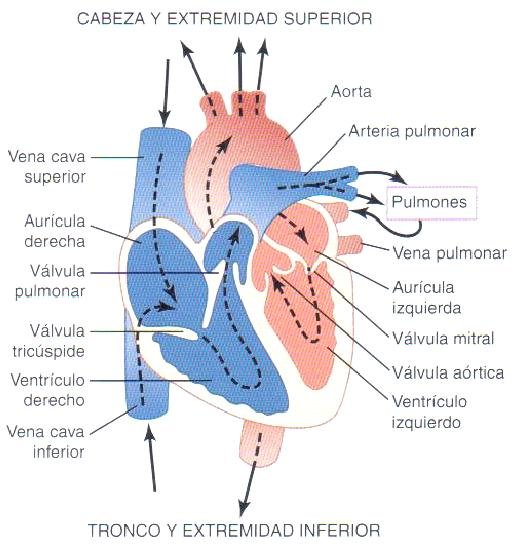 CABEZA Y EXTREMIDAD SUPERIOR
Aorta
Arteria pulmonar
Vena cava
superior
Pulmones
Aurícula
derecha
Vena pulmonar
Válvula
pulmonar
Aurícula
izquierda
Válvula
tricúspide
Válvula mitral
Válvula aórtica
Ventrículo
derecho
Ventrículo
izquierdo
Vena cava
inferior
TRONCO Y EXTREMIDAD INFERIOR